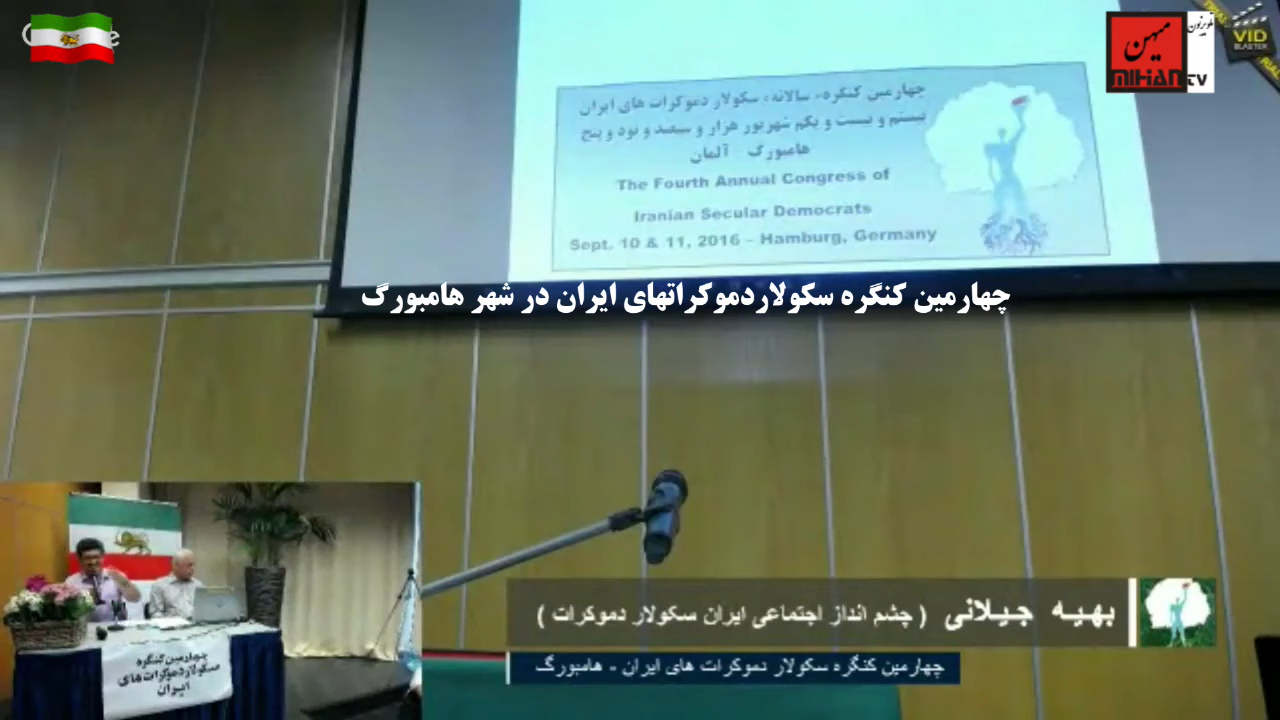 میهن
تلویزیون
MIHAN TV
VID
BLASTER
چهارمین کنگره، سالانه، سکولار دموکرات های ایران
بیستم و بیست و یکم شهریور هزار و سیصد و نود و پنج
هامبورگ - آلمان
The Fourth Annual Congress of
Iranian Secular Democrats
Sept. 10 & 11, 2016 – Hamburg, Germany
چهارمین کنگره سکولاردموکراتهای ایران در شهر هامبورگ
بهیه جیلانی ( چشم انداز اجتماعی ایران سکولار دموکرات )
چهارمین کنگره سکولار دموکرات های ایران - هامبورگ
چهارمین کنگره
سکولار دموکرات های
ایران